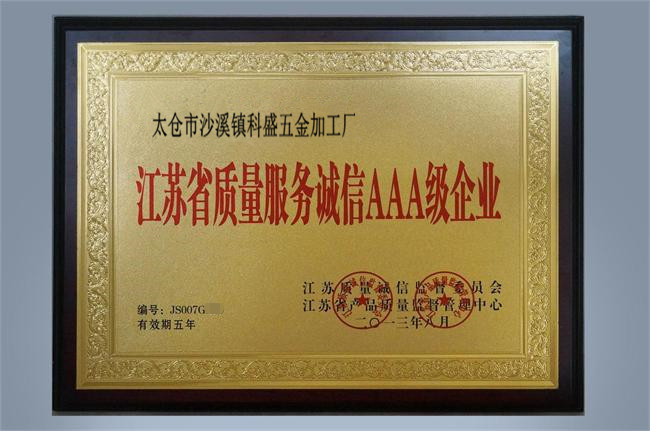 太仓市沙溪镇科盛五金加工厂
江苏省质量服务诚信AAA级企业
江苏质量诚信监督委员会
江苏省产品质量监督管理中心
二〇一三年八月
编号：JS007G
有效期五年